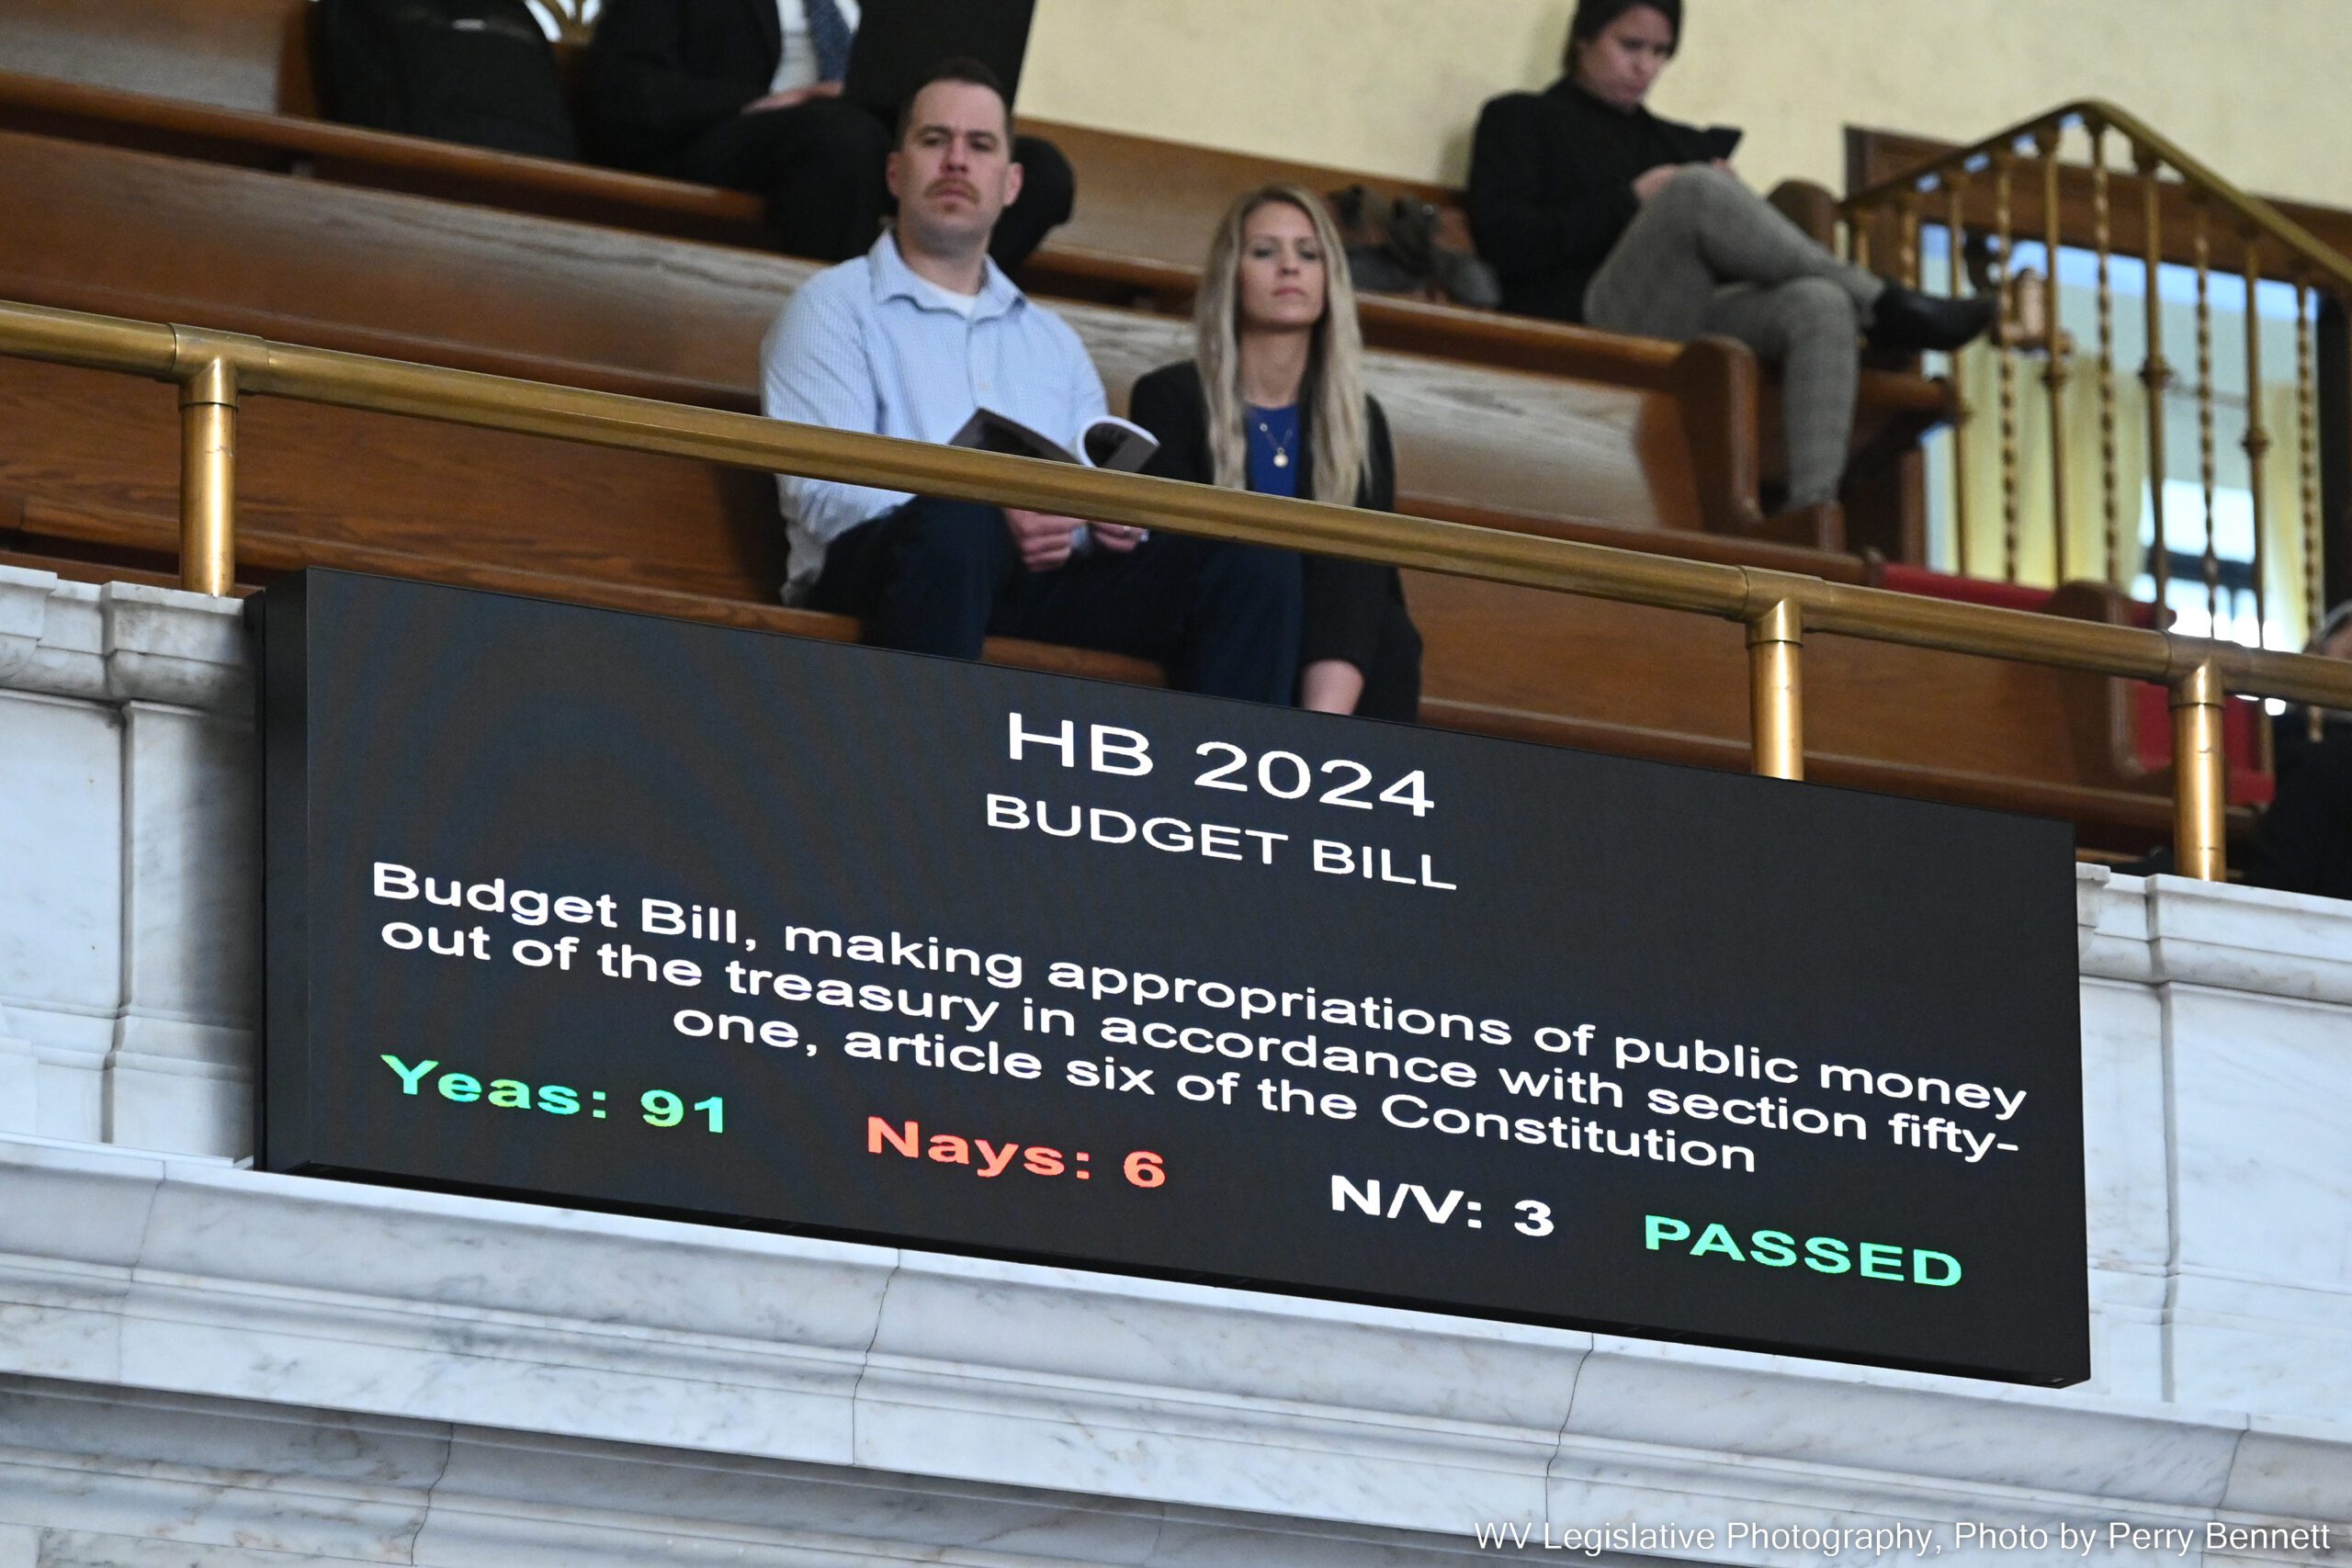 HB 2024
BUDGET BILL
Budget Bill, making appropriations of public money
out of the treasury in accordance with section fifty-
one, article six of the Constitution
Yeas: 91 Nays: 6 N/V: 3 PASSED
WV Legislative Photography, Photo by Perry Bennett